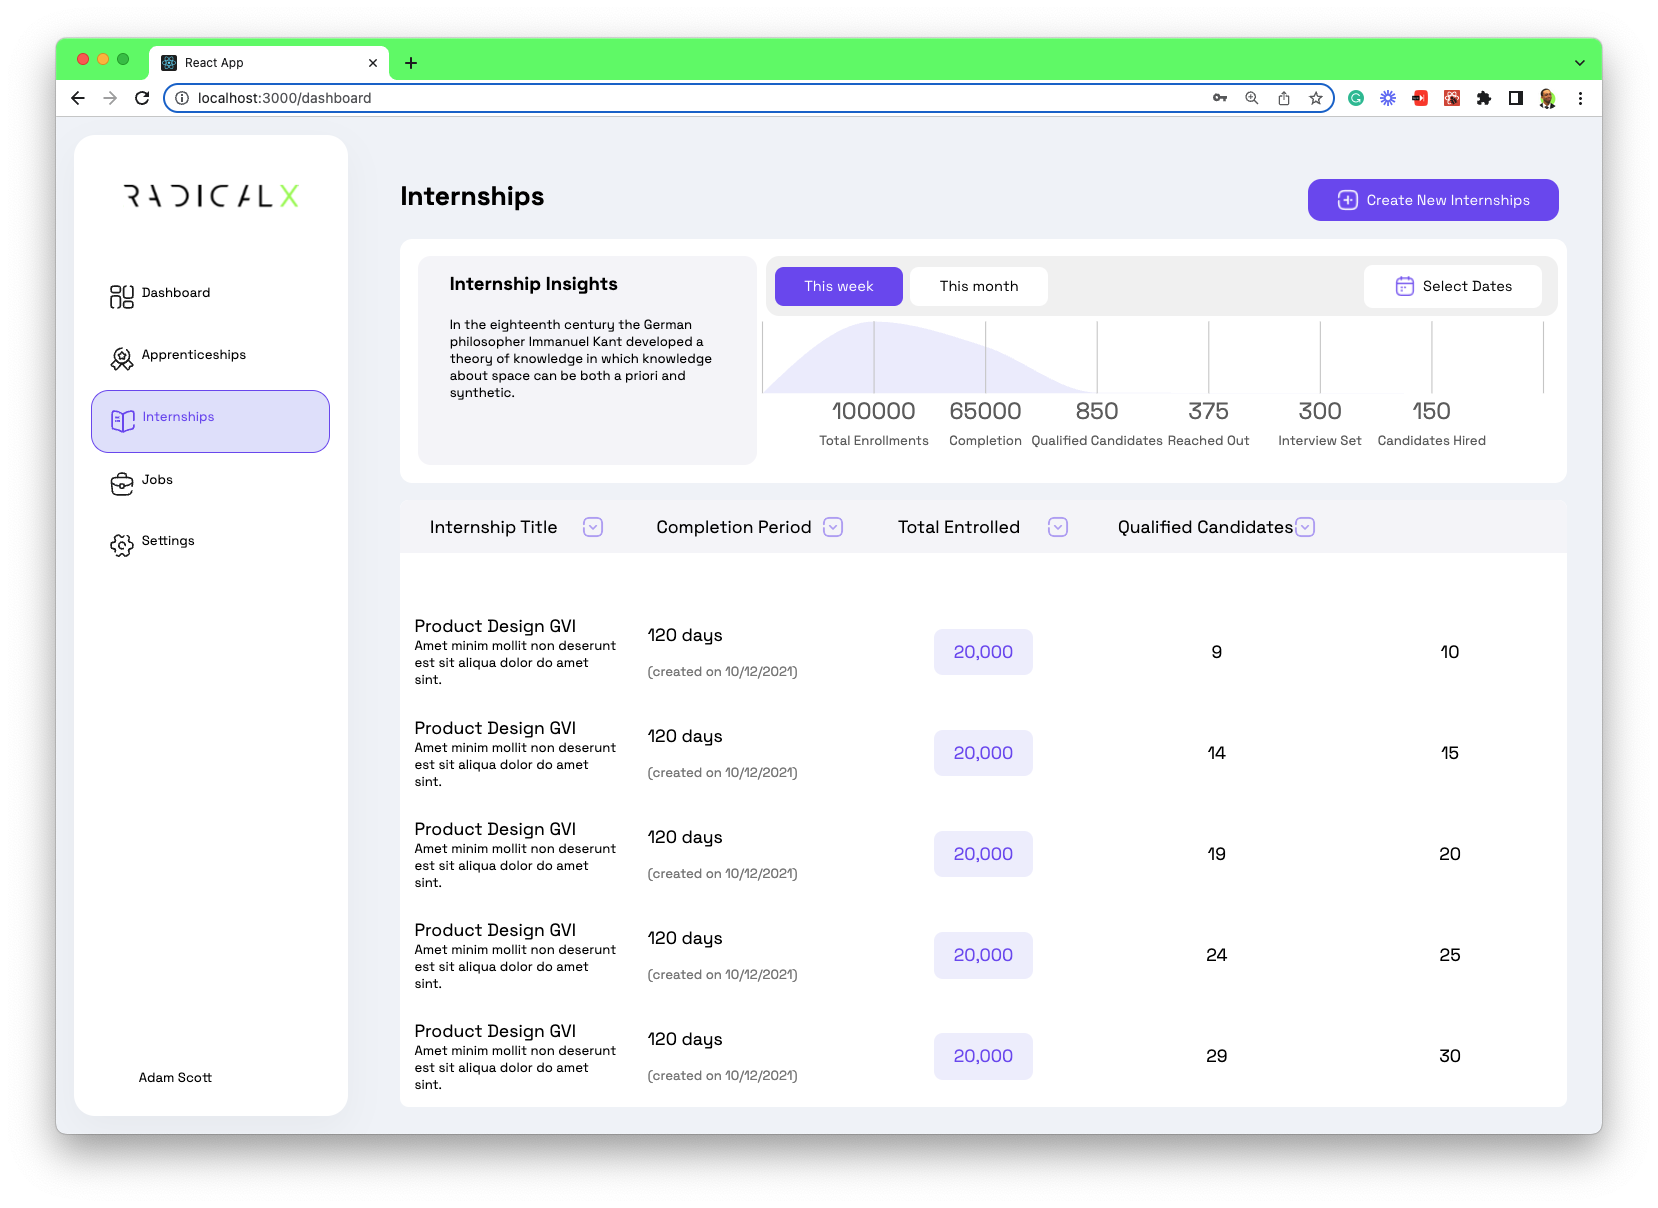 React App
localhost:3000/dashboard
RADICALX
Dashboard
Apprenticeships
Internships
Jobs
Settings
Adam Scott
Internships
Create New Internships
Internship Insights
In the eighteenth century the German
philosopher Immanuel Kant developed a
theory of knowledge in which knowledge
about space can be both a priori and
synthetic.
This week
This month
Select Dates
100000 65000 850 375 300 150
Total Enrollments Completion Qualified Candidates Reached Out Interview Set Candidates Hired
Internship Title Completion Period Total Entrolled Qualified Candidates
Product Design GVI
Amet minim mollit non deserunt
est sit aliqua dolor do amet
sint.
120 days
(created on 10/12/2021)
20,000
9
10
Product Design GVI
Amet minim mollit non deserunt
est sit aliqua dolor do amet
sint.
120 days
(created on 10/12/2021)
20,000
14
15
Product Design GVI
Amet minim mollit non deserunt
est sit aliqua dolor do amet
sint.
120 days
(created on 10/12/2021)
20,000
19
20
Product Design GVI
Amet minim mollit non deserunt
est sit aliqua dolor do amet
sint.
120 days
(created on 10/12/2021)
20,000
24
25
Product Design GVI
Amet minim mollit non deserunt
est sit aliqua dolor do amet
sint.
120 days
(created on 10/12/2021)
20,000
29
30